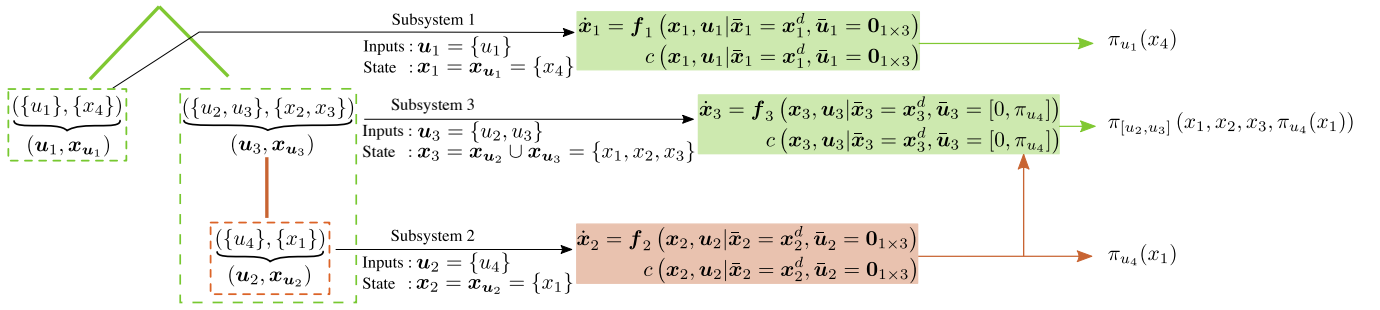 Subsystem 1
Inputs : 𝒖₁ = {u₁}
State : 𝒙₁ = 𝒙_{𝒖₁} = {x₄}
ẋ₁ = 𝒇₁ (𝒙₁, 𝒖₁|x̄₁ = 𝒙₁ᵈ, ū₁ = 𝟎_{1×3})
c (𝒙₁, 𝒖₁|x̄₁ = 𝒙₁ᵈ, ū₁ = 𝟎_{1×3})
π_{u₁}(x₄)
({u₁}, {x₄})
(𝒖₁, 𝒙_{𝒖₁})
({u₂, u₃}, {x₂, x₃})
(𝒖₃, 𝒙_{𝒖₃})
Subsystem 3
Inputs : 𝒖₃ = {u₂, u₃}
State : 𝒙₃ = 𝒙_{𝒖₂} ∪ 𝒙_{𝒖₃} = {x₁, x₂, x₃}
ẋ₃ = 𝒇₃ (𝒙₃, 𝒖₃|x̄₃ = 𝒙₃ᵈ, ū₃ = [0, π_{u₄}])
c (𝒙₃, 𝒖₃|x̄₃ = 𝒙₃ᵈ, ū₃ = [0, π_{u₄}])
π_{[u₂,u₃]} (x₁, x₂, x₃, π_{u₄}(x₁))
({u₄}, {x₁})
(𝒖₂, 𝒙_{𝒖₂})
Subsystem 2
Inputs : 𝒖₂ = {u₄}
State : 𝒙₂ = 𝒙_{𝒖₂} = {x₁}
ẋ₂ = 𝒇₂ (𝒙₂, 𝒖₂|x̄₂ = 𝒙₂ᵈ, ū₂ = 𝟎_{1×3})
c (𝒙₂, 𝒖₂|x̄₂ = 𝒙₂ᵈ, ū₂ = 𝟎_{1×3})
π_{u₄}(x₁)